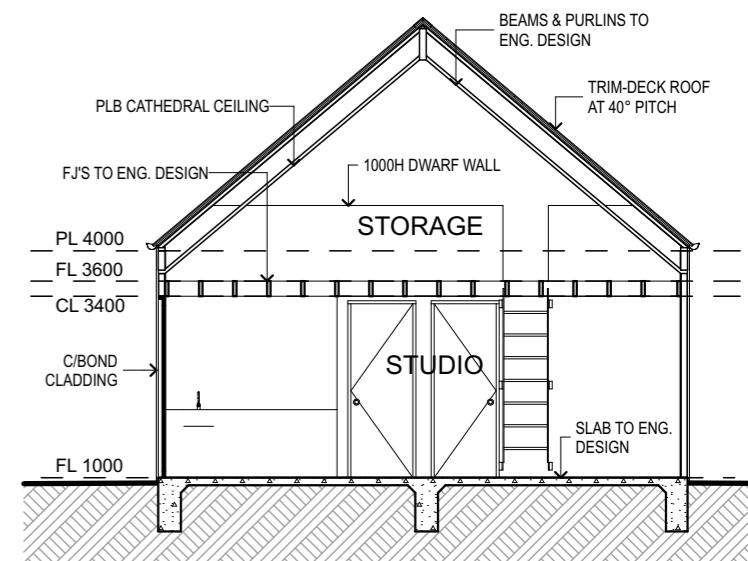 BEAMS & PURLINS TO
ENG. DESIGN
TRIM-DECK ROOF
AT 40° PITCH
PLB CATHEDRAL CEILING
1000H DWARF WALL
FJ'S TO ENG. DESIGN
STORAGE
PL 4000
FL 3600
CL 3400
C/BOND
CLADDING
STUDIO
SLAB TO ENG.
DESIGN
FL 1000